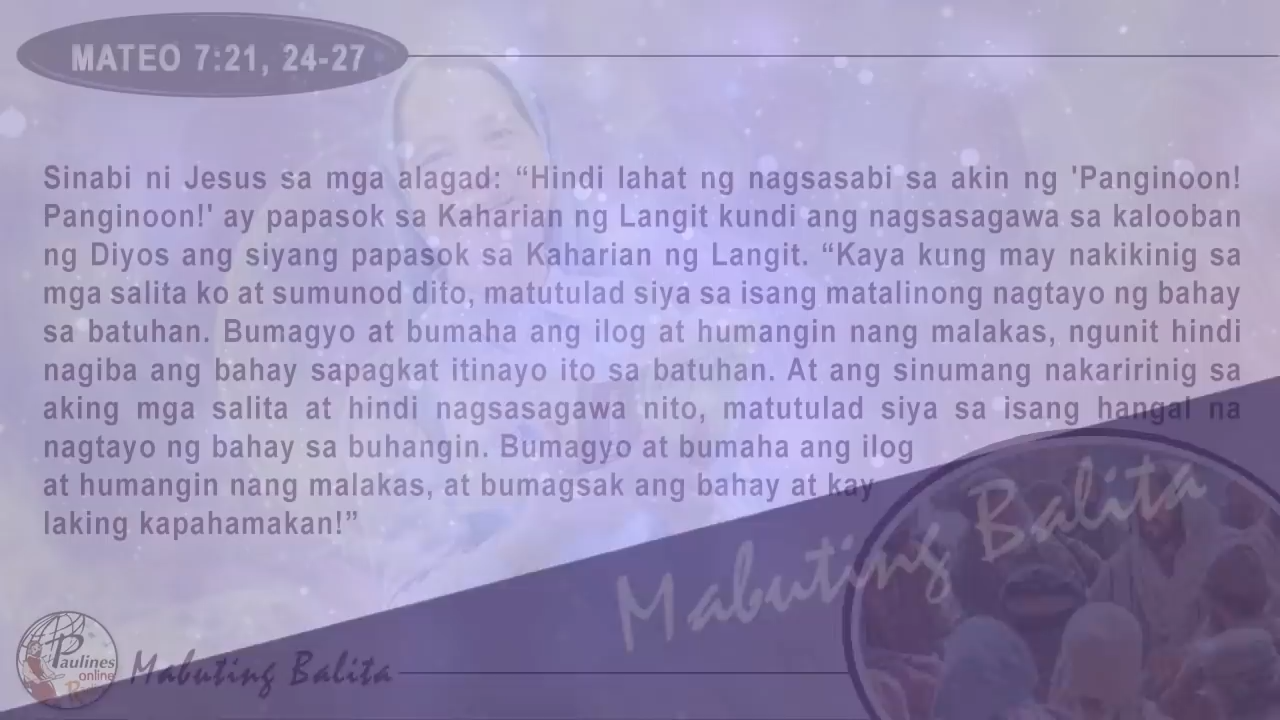 MATEO 7:21, 24-27
Sinabi ni Jesus sa mga alagad: “Hindi lahat ng nagsasabi sa akin ng 'Panginoon!
Panginoon!' ay papasok sa Kaharian ng Langit kundi ang nagsasagawa sa kalooban
ng Diyos ang siyang papasok sa Kaharian ng Langit. “Kaya kung may nakikinig sa
mga salita ko at sumunod dito, matutulad siya sa isang matalinong nagtayo ng bahay
sa batuhan. Bumagyo at bumaha ang ilog at humangin nang malakas, ngunit hindi
nagiba ang bahay sapagkat itinayo ito sa batuhan. At ang sinumang nakaririnig sa
aking mga salita at hindi nagsasagawa nito, matutulad siya sa isang hangal na
nagtayo ng bahay sa buhangin. Bumagyo at bumaha ang ilog
at humangin nang malakas, at bumagsak ang bahay at kay
laking kapahamakan!”
Mabuting Balita
Paulines
online
Mabuting Balita